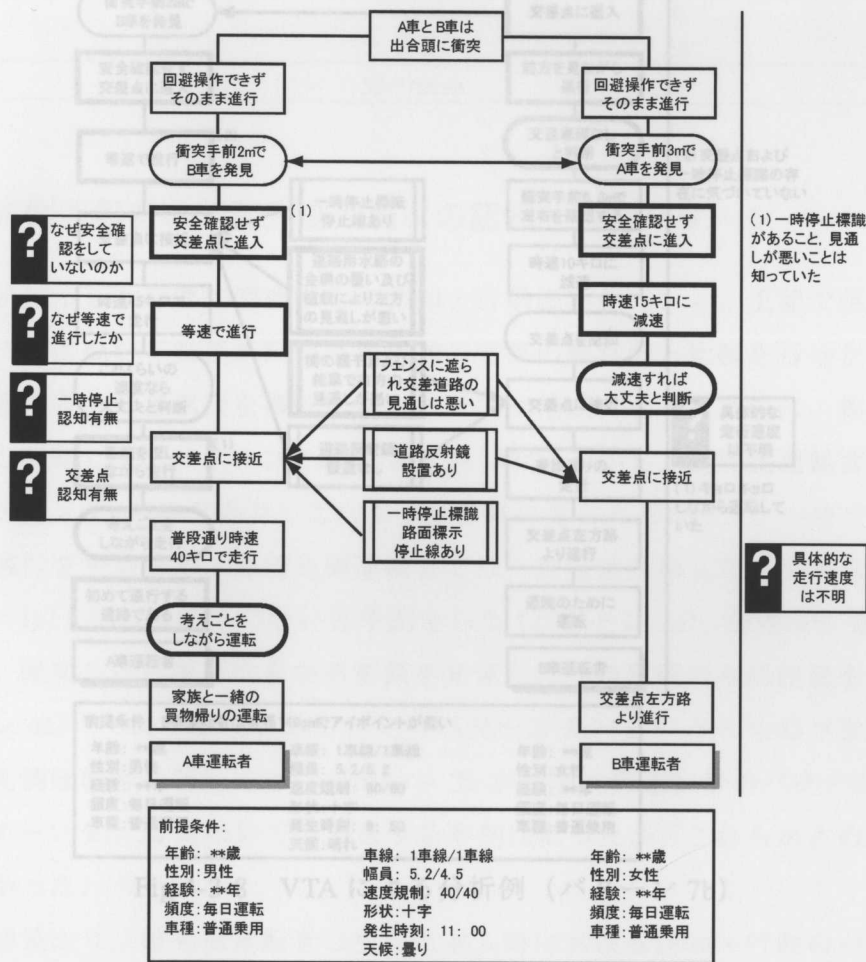 A車とB車は
出合頭に衝突
回避操作できず
そのまま進行
回避操作できず
そのまま進行
衝突手前2mで
B車を発見
衝突手前3mで
A車を発見
安全確認せず
交差点に進入
(1)
安全確認せず
交差点に進入
(1)一時停止標識
があること, 見通
しが悪いことは
知っていた
?
なぜ安全確
認をして
いないのか
時速15キロに
減速
?
なぜ等速で
進行したか
等速で進行
フェンスに遮ら
れ交差道路の
見通しは悪い
減速すれば
大丈夫と判断
?
一時停止
認知有無
交差点に接近
道路反射鏡
設置あり
交差点に接近
?
交差点
認知有無
一時停止標識
路面標示
停止線あり
普段通り時速
40キロで走行
?
具体的な
走行速度
は不明
考えごとを
しながら運転
家族と一緒の
買物帰りの運転
交差点左方路
より進行
A車運転者
B車運転者
前提条件:
年齢: **歳
性別:男性
経験: **年
頻度:毎日運転
車種:普通乗用
車線: 1車線/1車線
幅員: 5.2/4.5
速度規制: 40/40
形状:十字
発生時刻: 11: 00
天候:曇り
年齢: **歳
性別:女性
経験: **年
頻度:毎日運転
車種:普通乗用